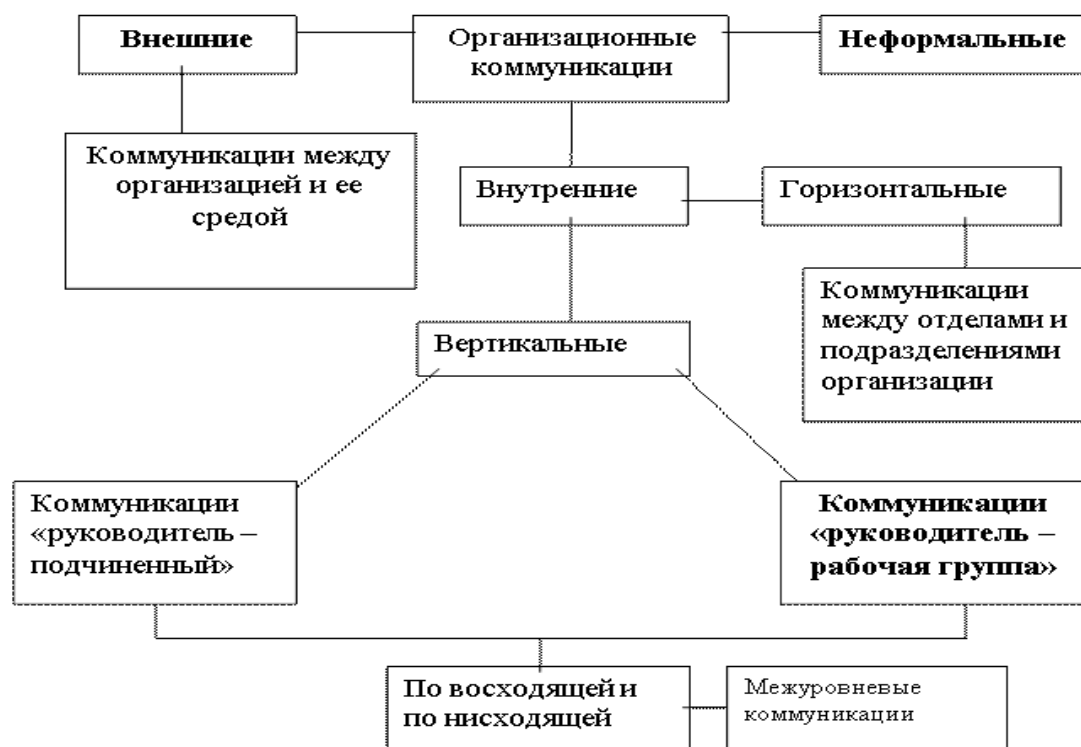 Внешние
Организационные
коммуникации
Неформальные
Коммуникации между
организацией и ее
средой
Внутренние
Горизонтальные
Коммуникации
между отделами и
подразделениями
организации
Вертикальные
Коммуникации
«руководитель –
подчиненный»
Коммуникации
«руководитель –
рабочая группа»
По восходящей и
по нисходящей
Межуровневые
коммуникации